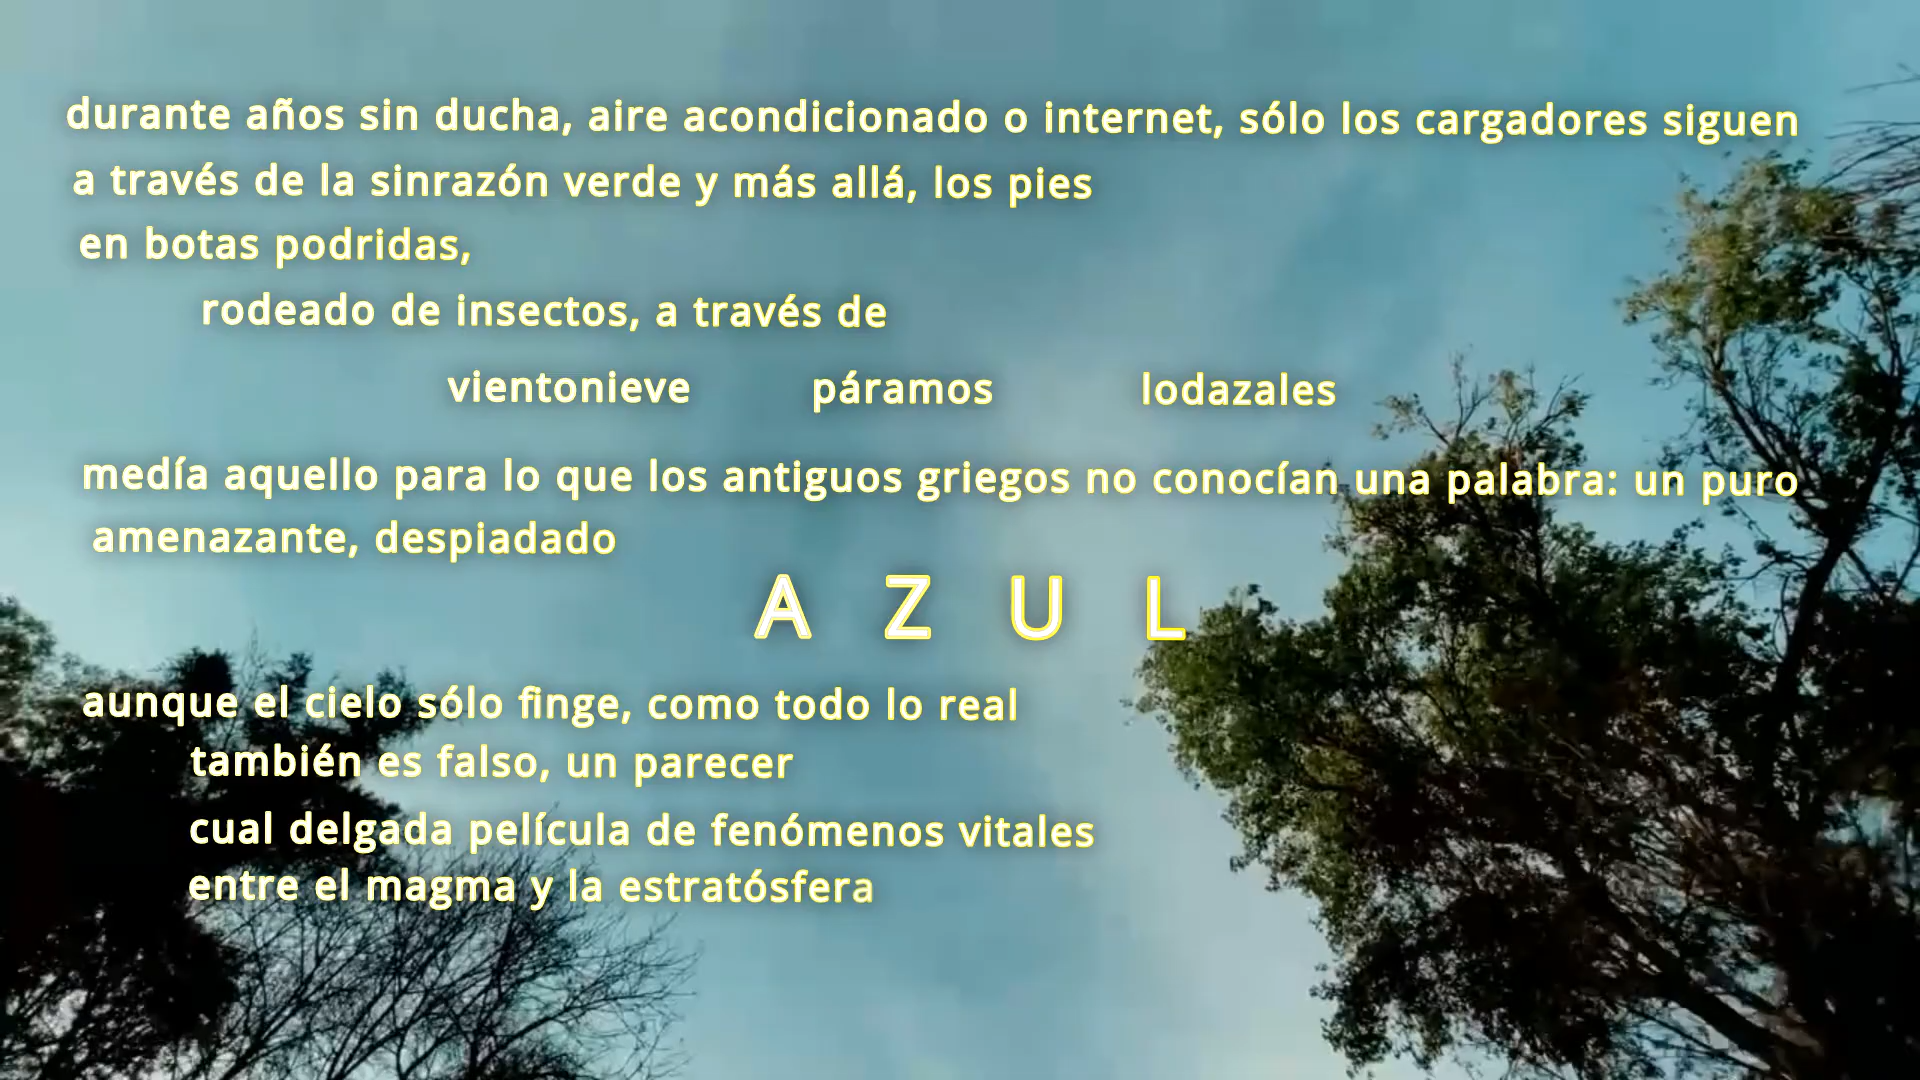 durante años sin ducha, aire acondicionado o internet, sólo los cargadores siguen
a través de la sinrazón verde y más allá, los pies
en botas podridas,
rodeado de insectos, a través de
vientonieve páramos lodazales
medía aquello para lo que los antiguos griegos no conocían una palabra: un puro
amenazante, despiadado
A Z U L
aunque el cielo sólo finge, como todo lo real
también es falso, un parecer
cual delgada película de fenómenos vitales
entre el magma y la estratósfera